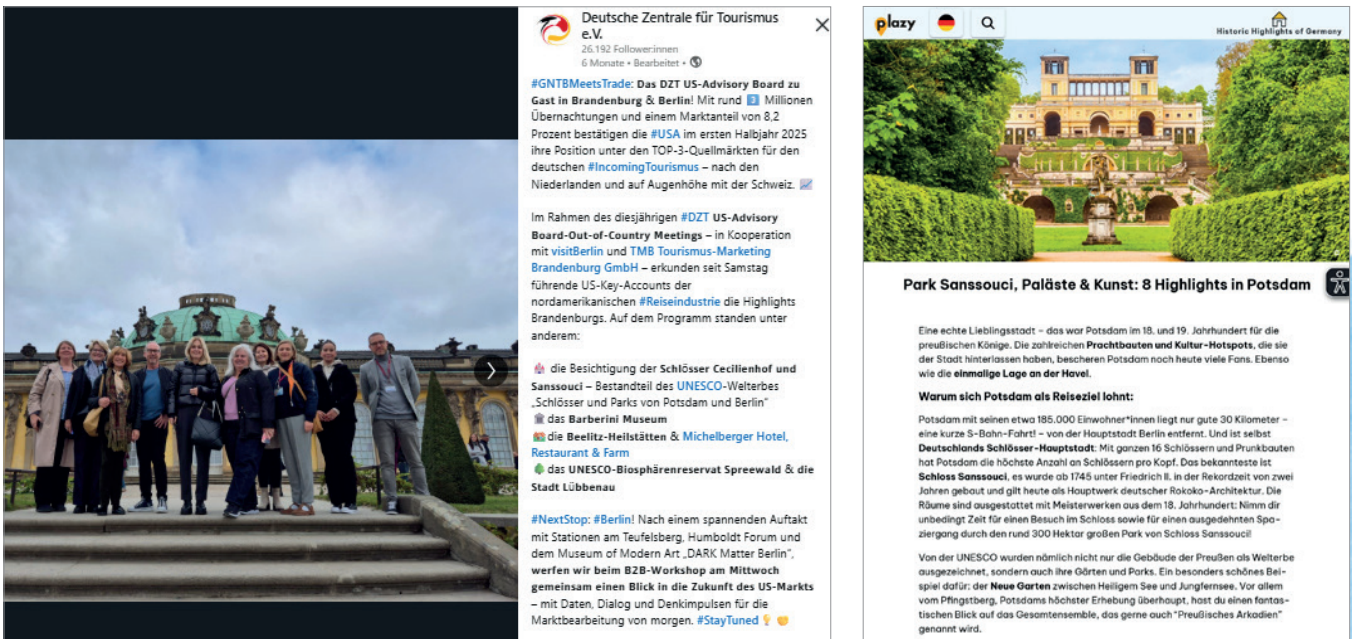 Deutsche Zentrale für Tourismus
e.V.
26.192 Follower:innen
6 Monate • Bearbeitet •
#GNTBMeetsTrade: Das DZT US-Advisory Board zu
Gast in Brandenburg & Berlin! Mit rund 3 Millionen
Übernachtungen und einem Marktanteil von 8,2
Prozent bestätigen die #USA im ersten Halbjahr 2025
ihre Position unter den TOP-3-Quellmärkten für den
deutschen #IncomingTourismus – nach den
Niederlanden und auf Augenhöhe mit der Schweiz.
Im Rahmen des diesjährigen #DZT US-Advisory
Board-Out-of-Country Meetings – in Kooperation
mit visitBerlin und TMB Tourismus-Marketing
Brandenburg GmbH – erkunden seit Samstag
führende US-Key-Accounts der
nordamerikanischen #Reiseindustrie die Highlights
Brandenburgs. Auf dem Programm standen unter
anderem:
die Besichtigung der Schlösser Cecilienhof und
Sanssouci – Bestandteil des UNESCO-Welterbes
„Schlösser und Parks von Potsdam und Berlin"
das Barberini Museum
die Beelitz-Heilstätten & Michelberger Hotel,
Restaurant & Farm
das UNESCO-Biosphärenreservat Spreewald & die
Stadt Lübbenau
#NextStop: #Berlin! Nach einem spannenden Auftakt
mit Stationen am Teufelsberg, Humboldt Forum und
dem Museum of Modern Art „DARK Matter Berlin",
werfen wir beim B2B-Workshop am Mittwoch
gemeinsam einen Blick in die Zukunft des US-Markts
– mit Daten, Dialog und Denkimpulsen für die
Marktbearbeitung von morgen. #StayTuned
plazy
Historic Highlights of Germany
Park Sanssouci, Paläste & Kunst: 8 Highlights in Potsdam
Eine echte Lieblingsstadt – das war Potsdam im 18. und 19. Jahrhundert für die
preußischen Könige. Die zahlreichen Prachtbauten und Kultur-Hotspots, die sie
der Stadt hinterlassen haben, bescheren Potsdam noch heute viele Fans. Ebenso
wie die einmalige Lage an der Havel.
Warum sich Potsdam als Reiseziel lohnt:
Potsdam mit seinen etwa 185.000 Einwohner*innen liegt nur gute 30 Kilometer –
eine kurze S-Bahn-Fahrt! – von der Hauptstadt Berlin entfernt. Und ist selbst
Deutschlands Schlösser-Hauptstadt: Mit ganzen 16 Schlössern und Prunkbauten
hat Potsdam die höchste Anzahl an Schlössern pro Kopf. Das bekannteste ist
Schloss Sanssouci, es wurde ab 1745 unter Friedrich II. in der Rekordzeit von zwei
Jahren gebaut und gilt heute als Hauptwerk deutscher Rokoko-Architektur. Die
Räume sind ausgestattet mit Meisterwerken aus dem 18. Jahrhundert: Nimm dir
unbedingt Zeit für einen Besuch im Schloss sowie für einen ausgedehnten Spa-
ziergang durch den rund 300 Hektar großen Park von Schloss Sanssouci!
Von der UNESCO wurden nämlich nicht nur die Gebäude der Preußen als Welterbe
ausgezeichnet, sondern auch ihre Gärten und Parks. Ein besonders schönes Bei-
spiel dafür: der Neue Garten zwischen Heiligem See und Jungfernsee. Vor allem
vom Pfingstberg, Potsdams höchster Erhebung überhaupt, hast du einen fantas-
tischen Blick auf das Gesamtensemble, das gerne auch "Preußisches Arkadien"
genannt wird.